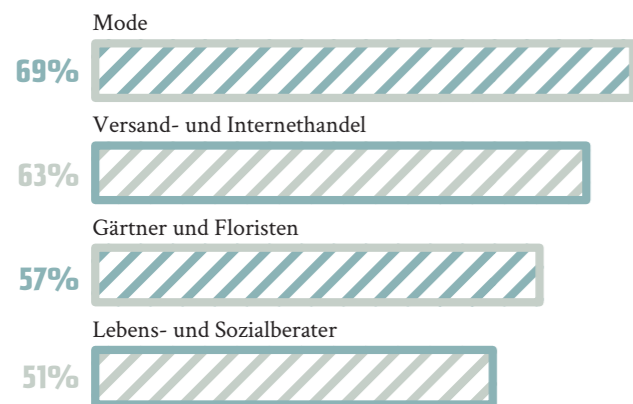 Mode
69%
Versand- und Internethandel
63%
Gärtner und Floristen
57%
Lebens- und Sozialberater
51%